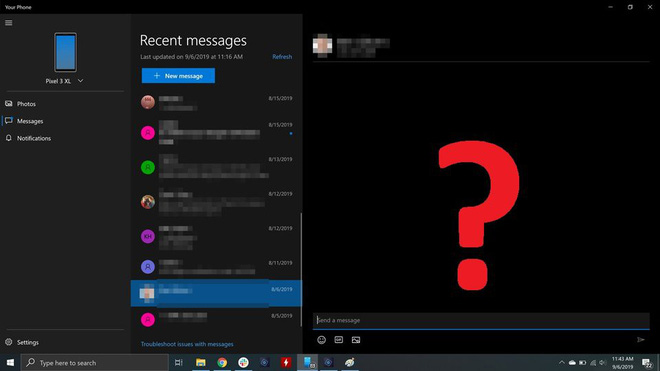 Your Phone
Pixel 3 XL
Photos
Messages
Notifications
Settings
Recent messages
Last updated on 9/6/2019 at 11:16 AM
Refresh
+ New message
8/15/2019
8/15/2019
8/13/2019
8/12/2019
KH
8/12/2019
8/11/2019
8/6/2019
8/5/2019
Troubleshoot issues with messages
?
Send a message
GIF
Type here to search
11:43 AM
9/6/2019
22